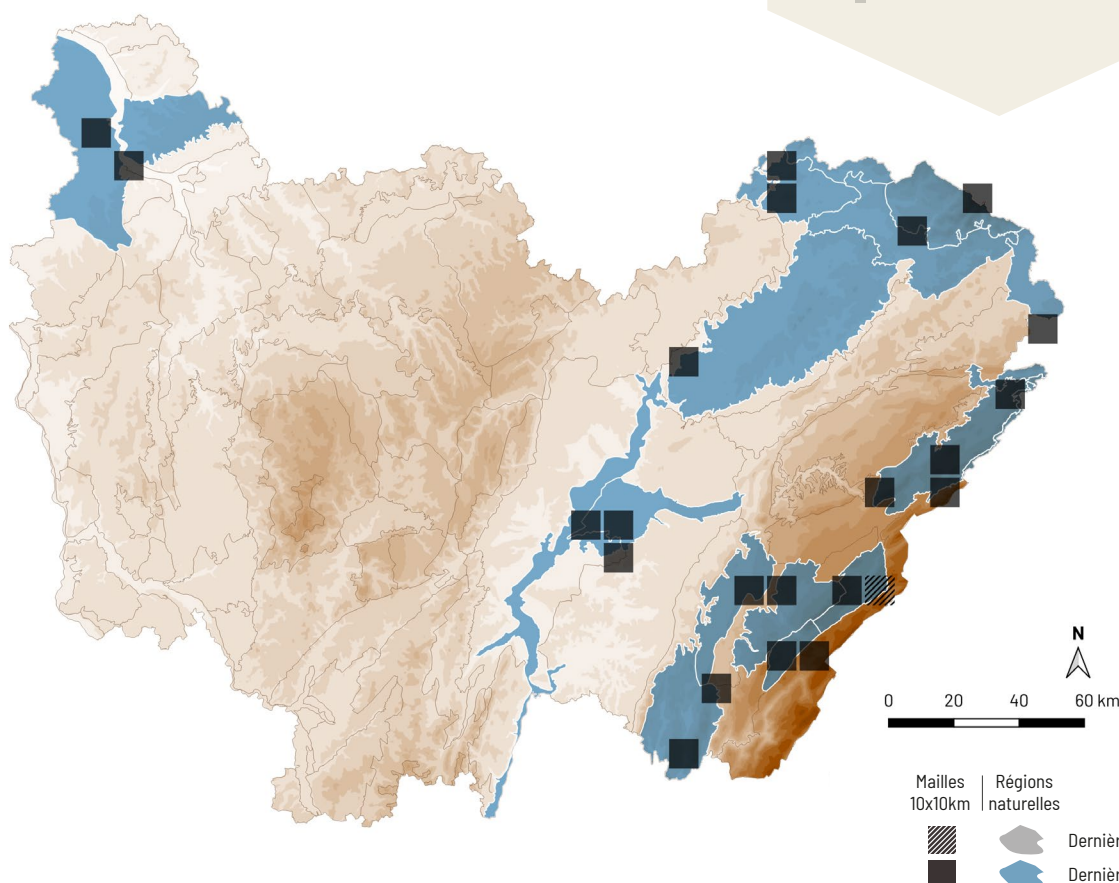 N
0 20 40 60 km
Mailles | Régions
10x10km | naturelles
Dernièr
Dernièr